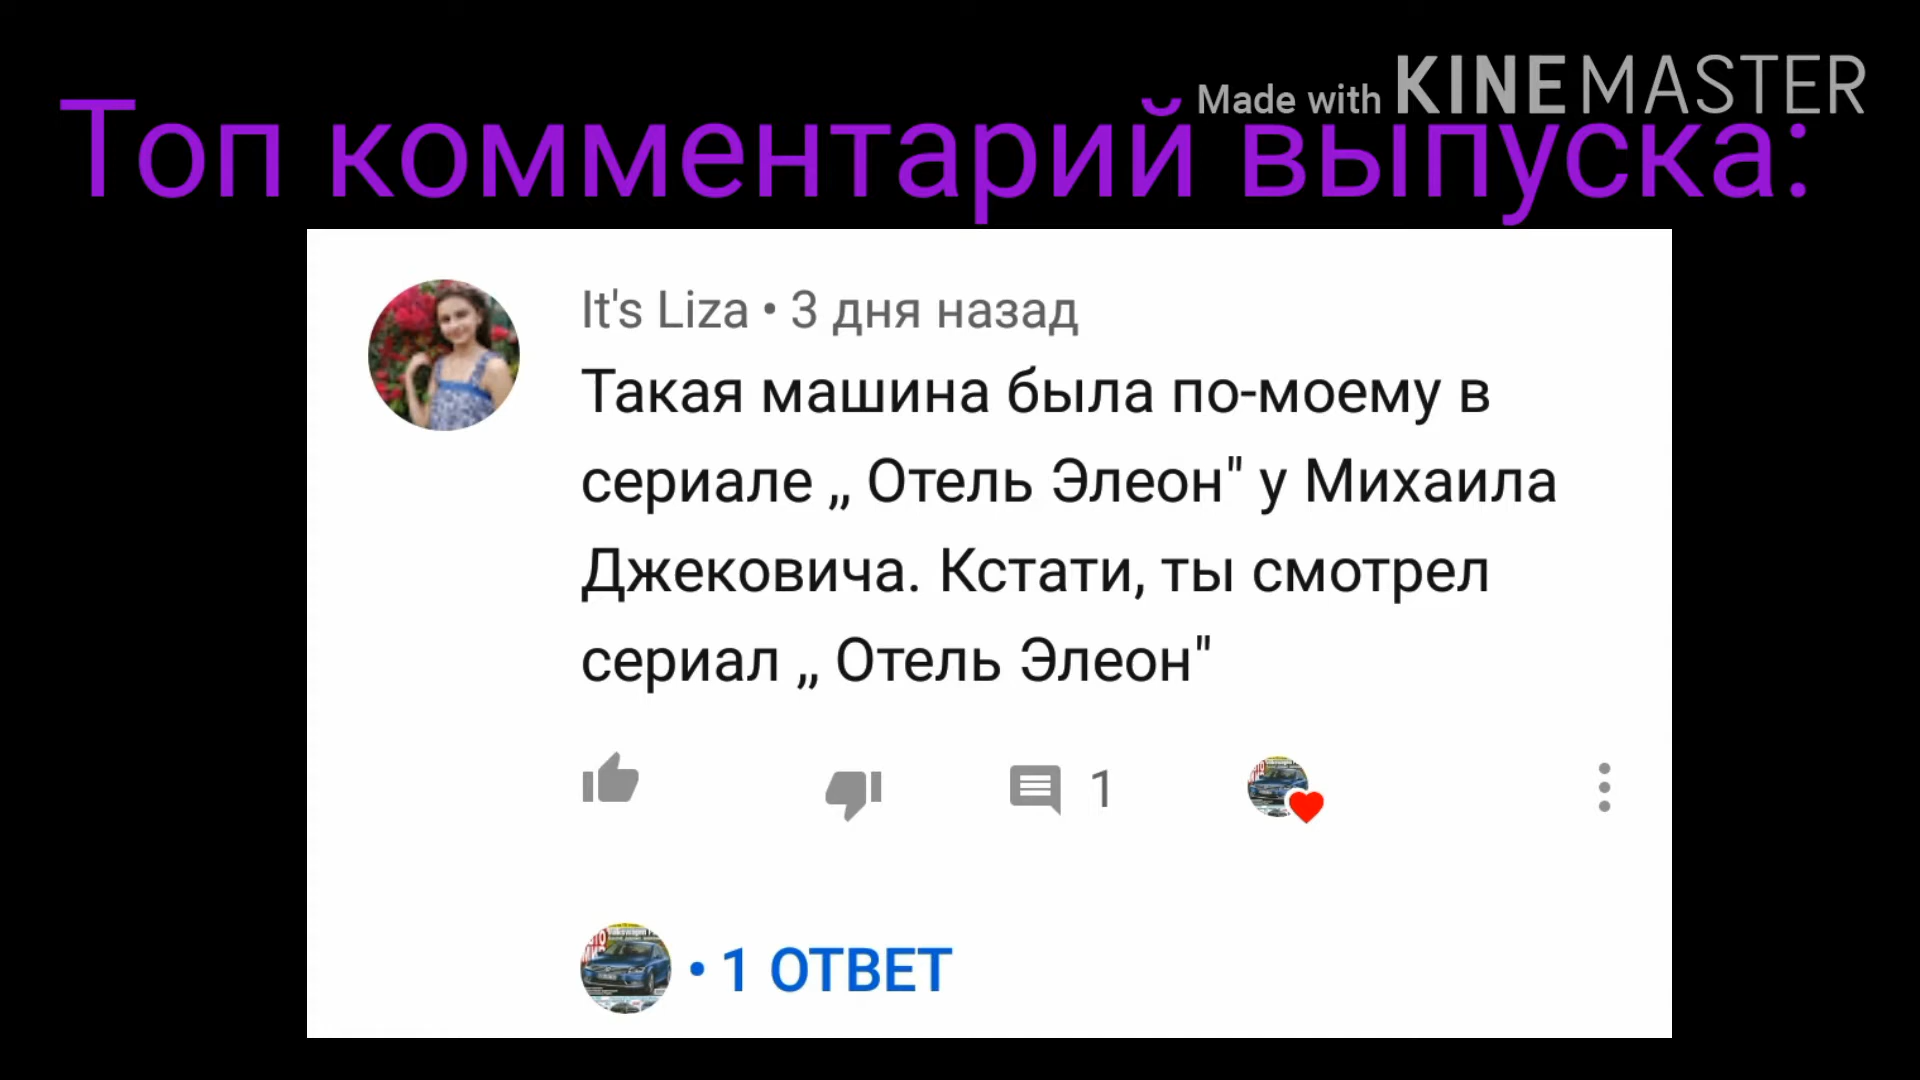 Made with KINEMASTER
Топ комментарий выпуска:
It's Liza • 3 дня назад
Такая машина была по-моему в
сериале ,, Отель Элеон" у Михаила
Джековича. Кстати, ты смотрел
сериал ,, Отель Элеон"
1
• 1 ОТВЕТ